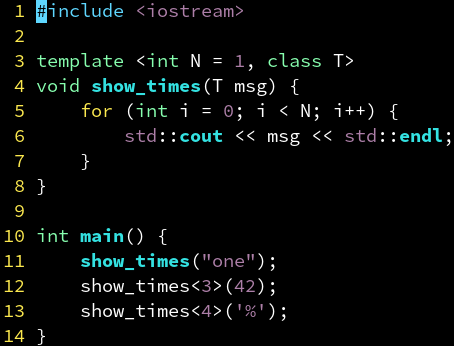 1 #include <iostream>
2
3 template <int N = 1, class T>
4 void show_times(T msg) {
5     for (int i = 0; i < N; i++) {
6         std::cout << msg << std::endl;
7     }
8 }
9
10 int main() {
11     show_times("one");
12     show_times<3>(42);
13     show_times<4>('%');
14 }